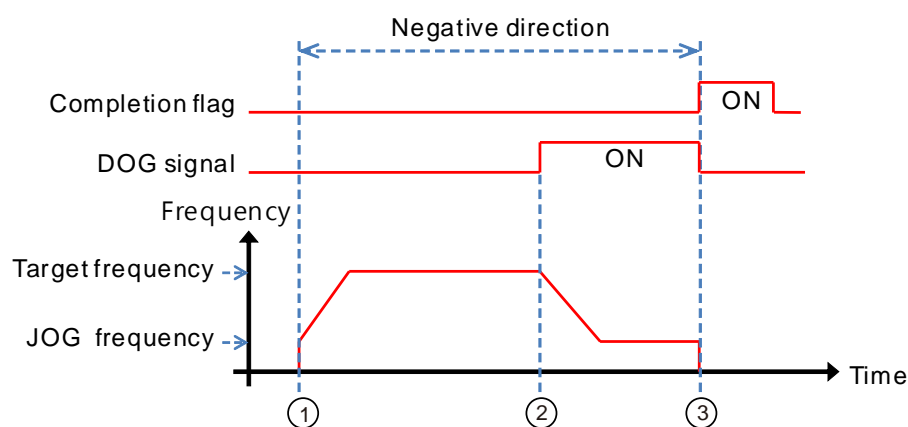 Negative direction
Completion flag
ON
DOG signal
ON
Frequency
Target frequency
JOG frequency
Time
1
2
3